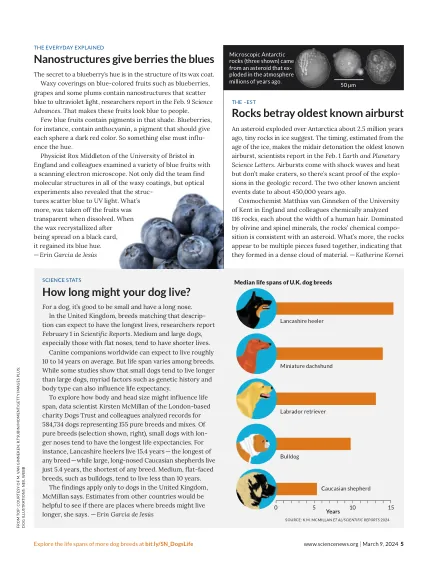 THE EVERYDAY EXPLAINED
Nanostructures give berries the blues
The secret to a blueberry's hue is in the structure of its wax coat.
Waxy coverings on blue-colored fruits such as blueberries,
grapes and some plums contain nanostructures that scatter
blue to ultraviolet light, researchers report in the Feb. 9 Science
Advances. That makes these fruits look blue to people.
Few blue fruits contain pigments in that shade. Blueberries,
for instance, contain anthocyanin, a pigment that should give
each sphere a dark red color. So something else must influ-
ence the hue.
Physicist Rox Middleton of the University of Bristol in
England and colleagues examined a variety of blue fruits with
a scanning electron microscope. Not only did the team find
molecular structures in all of the waxy coatings, but optical
experiments also revealed that the struc-
tures scatter blue to UV light. What's
more, wax taken off the fruits was
transparent when dissolved. When
the wax recrystallized after
being spread on a black card,
it regained its blue hue.
— Erin Garcia de Jesús
Microscopic Antarctic
rocks (three shown) came
from an asteroid that ex-
ploded in the atmosphere
millions of years ago.
50 µm
THE -EST
Rocks betray oldest known airburst
An asteroid exploded over Antarctica about 2.5 million years
ago, tiny rocks in ice suggest. The timing, estimated from the
age of the ice, makes the midair detonation the oldest known
airburst, scientists report in the Feb. 1 Earth and Planetary
Science Letters. Airbursts come with shock waves and heat
but don't make craters, so there's scant proof of the explo-
sions in the geologic record. The two other known ancient
events date to about 450,000 years ago.
Cosmochemist Matthias van Ginneken of the University
of Kent in England and colleagues chemically analyzed
116 rocks, each about the width of a human hair. Dominated
by olivine and spinel minerals, the rocks' chemical compo-
sition is consistent with an asteroid. What's more, the rocks
appear to be multiple pieces fused together, indicating that
they formed in a dense cloud of material. — Katherine Kornei
SCIENCE STATS
How long might your dog live?
For a dog, it's good to be small and have a long nose.
In the United Kingdom, breeds matching that descrip-
tion can expect to have the longest lives, researchers report
February 1 in Scientific Reports. Medium and large dogs,
especially those with flat noses, tend to have shorter lives.
Canine companions worldwide can expect to live roughly
10 to 14 years on average. But life span varies among breeds.
While some studies show that small dogs tend to live longer
than large dogs, myriad factors such as genetic history and
body type can also influence life expectancy.
To explore how body and head size might influence life
span, data scientist Kirsten McMillan of the London-based
charity Dogs Trust and colleagues analyzed records for
584,734 dogs representing 155 pure breeds and mixes. Of
pure breeds (selection shown, right), small dogs with lon-
ger noses tend to have the longest life expectancies. For
instance, Lancashire heelers live 15.4 years — the longest of
any breed — while large, long-nosed Caucasian shepherds live
just 5.4 years, the shortest of any breed. Medium, flat-faced
breeds, such as bulldogs, tend to live less than 10 years.
The findings apply only to dogs in the United Kingdom,
McMillan says. Estimates from other countries would be
helpful to see if there are places where breeds might live
longer, she says. — Erin Garcia de Jesús
Median life spans of U.K. dog breeds
Lancashire heeler
Miniature dachshund
Labrador retriever
Bulldog
Caucasian shepherd
0 5 10 15
Years
SOURCE: K.M. MCMILLAN ET AL/SCIENTIFIC REPORTS 2024
Explore the life spans of more dog breeds at bit.ly/SN_DogsLife
www.sciencenews.org | March 9, 2024 5